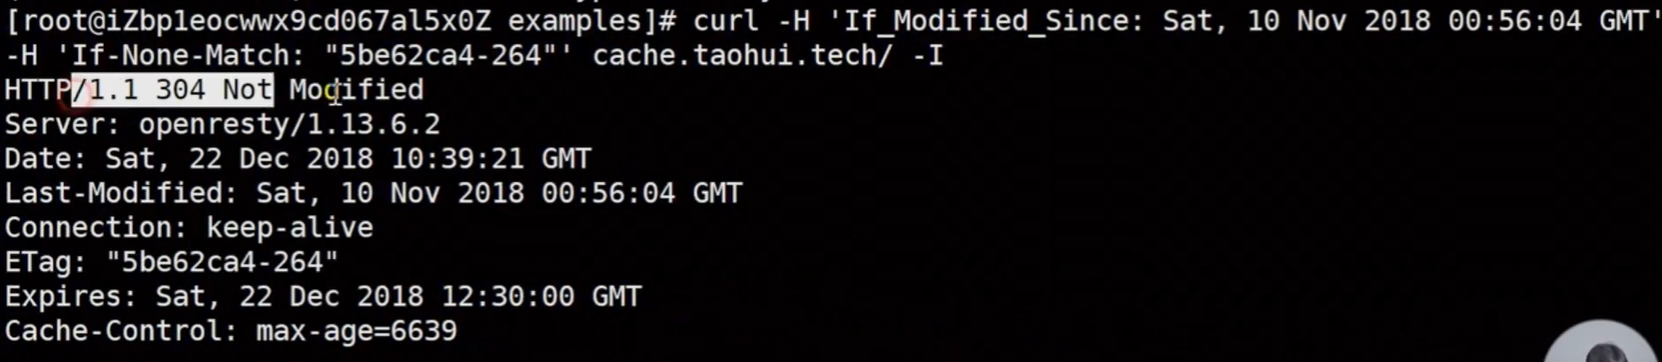 [root@iZbp1eocwwx9cd067al5x0Z examples]# curl -H 'If_Modified_Since: Sat, 10 Nov 2018 00:56:04 GMT'
-H 'If-None-Match: "5be62ca4-264"' cache.taohui.tech/ -I
HTTP/1.1 304 Not Modified
Server: openresty/1.13.6.2
Date: Sat, 22 Dec 2018 10:39:21 GMT
Last-Modified: Sat, 10 Nov 2018 00:56:04 GMT
Connection: keep-alive
ETag: "5be62ca4-264"
Expires: Sat, 22 Dec 2018 12:30:00 GMT
Cache-Control: max-age=6639